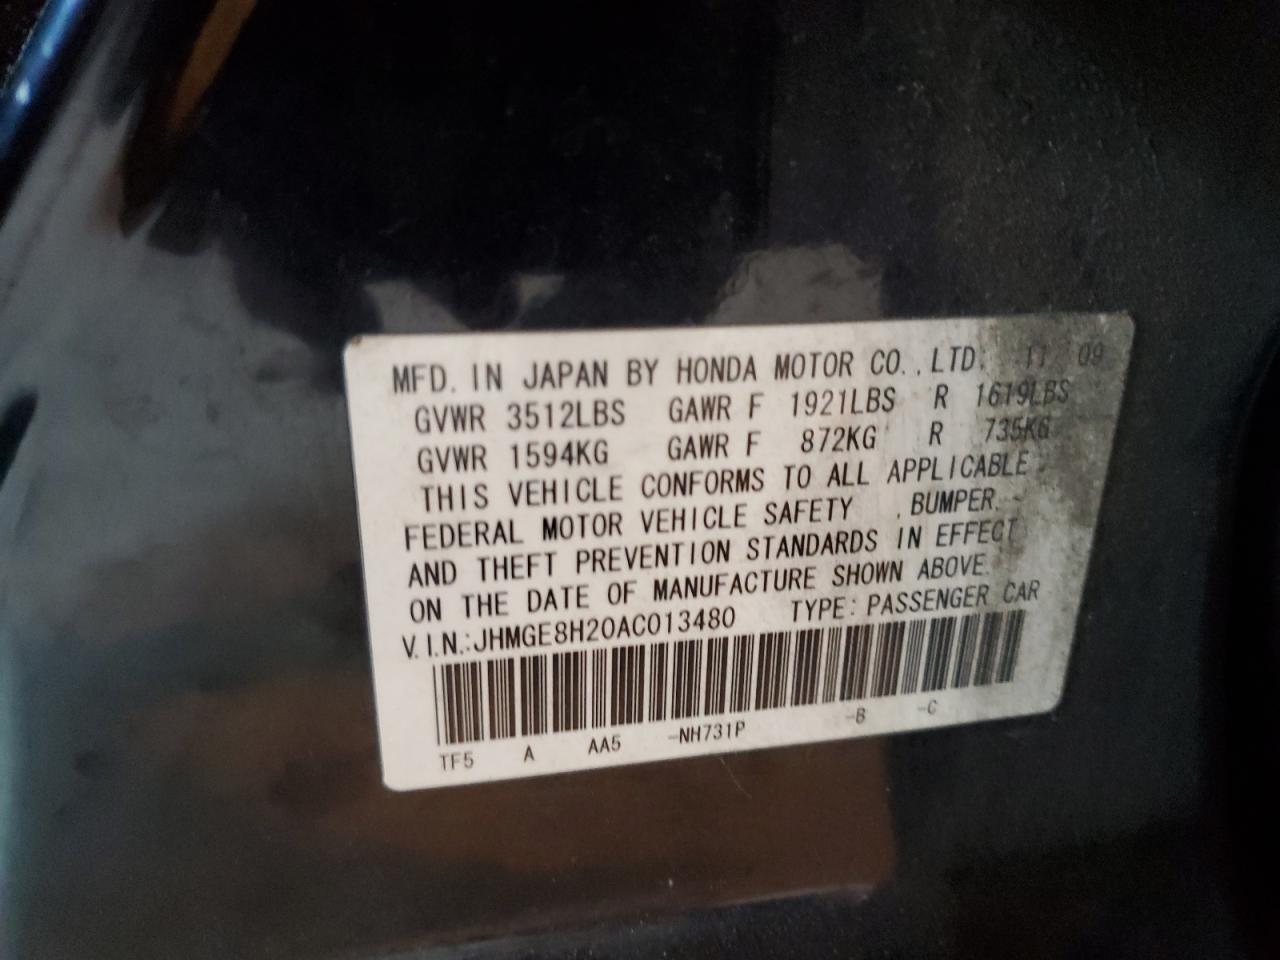 MFD. IN JAPAN BY HONDA MOTOR CO., LTD. 11 09
GVWR 3512LBS GAWR F 1921LBS R 1619LBS
GVWR 1594KG GAWR F 872KG R 735KG
THIS VEHICLE CONFORMS TO ALL APPLICABLE
FEDERAL MOTOR VEHICLE SAFETY , BUMPER,
AND THEFT PREVENTION STANDARDS IN EFFECT
ON THE DATE OF MANUFACTURE SHOWN ABOVE.
V.I.N.:JHMGE8H20AC013480 TYPE: PASSENGER CAR
TF5 A AA5 -NH731P -B -C